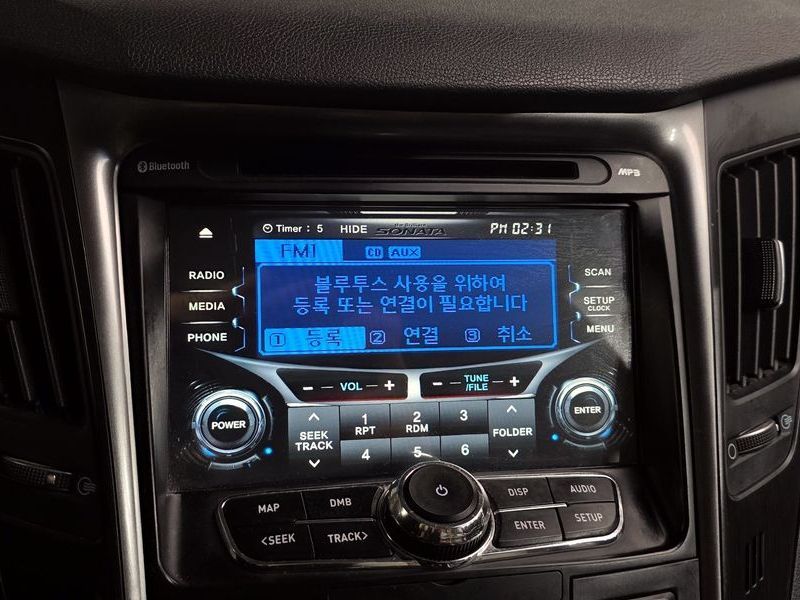 Bluetooth
MP3
Timer : 5 HIDE
SONATA
PM 02:31
FM1 CD AUX
블루투스 사용을 위하여
등록 또는 연결이 필요합니다
1 등록 2 연결 3 취소
RADIO
MEDIA
PHONE
SCAN
SETUP
CLOCK
MENU
- VOL +
- TUNE +
/FILE
POWER
ENTER
SEEK
TRACK
1
RPT
2
RDM
3
4
5
6
FOLDER
MAP
DMB
<SEEK
TRACK>
DISP
AUDIO
ENTER
SETUP